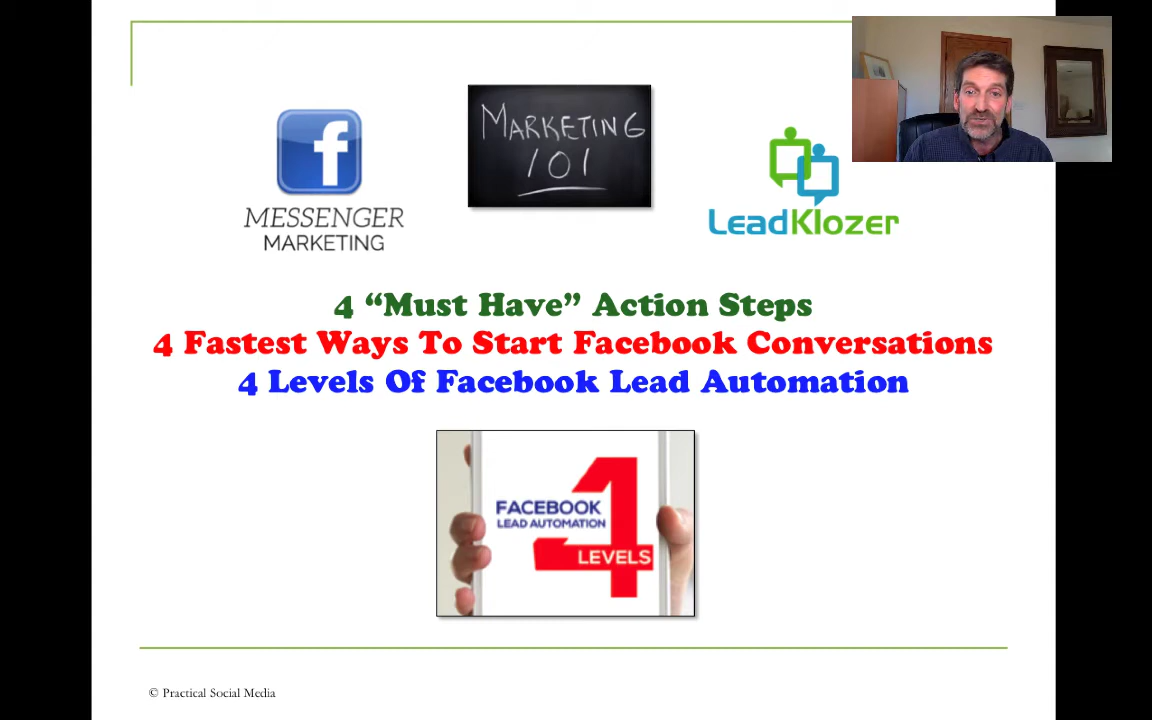 f
MESSENGER
MARKETING
MARKETING
101
LeadKlozer
4 “Must Have” Action Steps
4 Fastest Ways To Start Facebook Conversations
4 Levels Of Facebook Lead Automation
4
FACEBOOK
LEAD AUTOMATION
LEVELS
© Practical Social Media